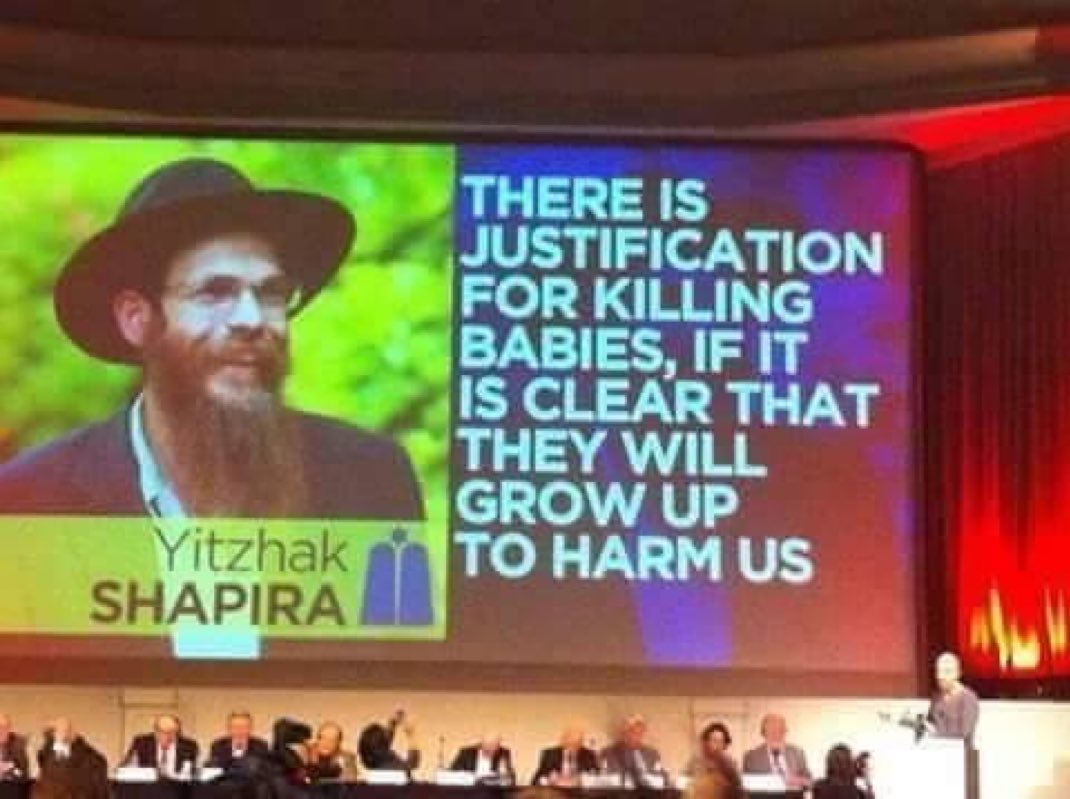 THERE IS
JUSTIFICATION
FOR KILLING
BABIES, IF IT
IS CLEAR THAT
THEY WILL
GROW UP
TO HARM US
Yitzhak
SHAPIRA